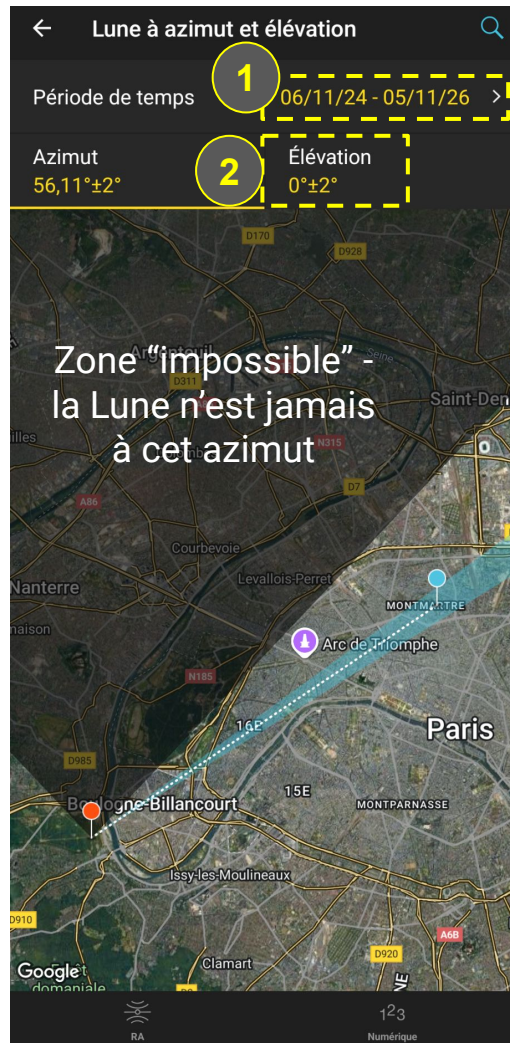 Lune à azimut et élévation
1
Période de temps
06/11/24 - 05/11/26
Azimut
56,11°±2°
2
Élévation
0°±2°
D170
D928
Zone “impossible” -
la Lune n’est jamais
à cet azimut
Argenteuil
Seine
D311
Saint-Den
N315
D7
A86
Courbevoie
Levallois-Perret
Nanterre
MONTMARTRE
Arc de Triomphe
N185
16E
Paris
D985
Boulogne-Billancourt
15E
MONTPARNASSE
Issy-les-Moulineaux
D910
A6B
D920
Clamart
Google
domaniale
RA
1²3
Numérique